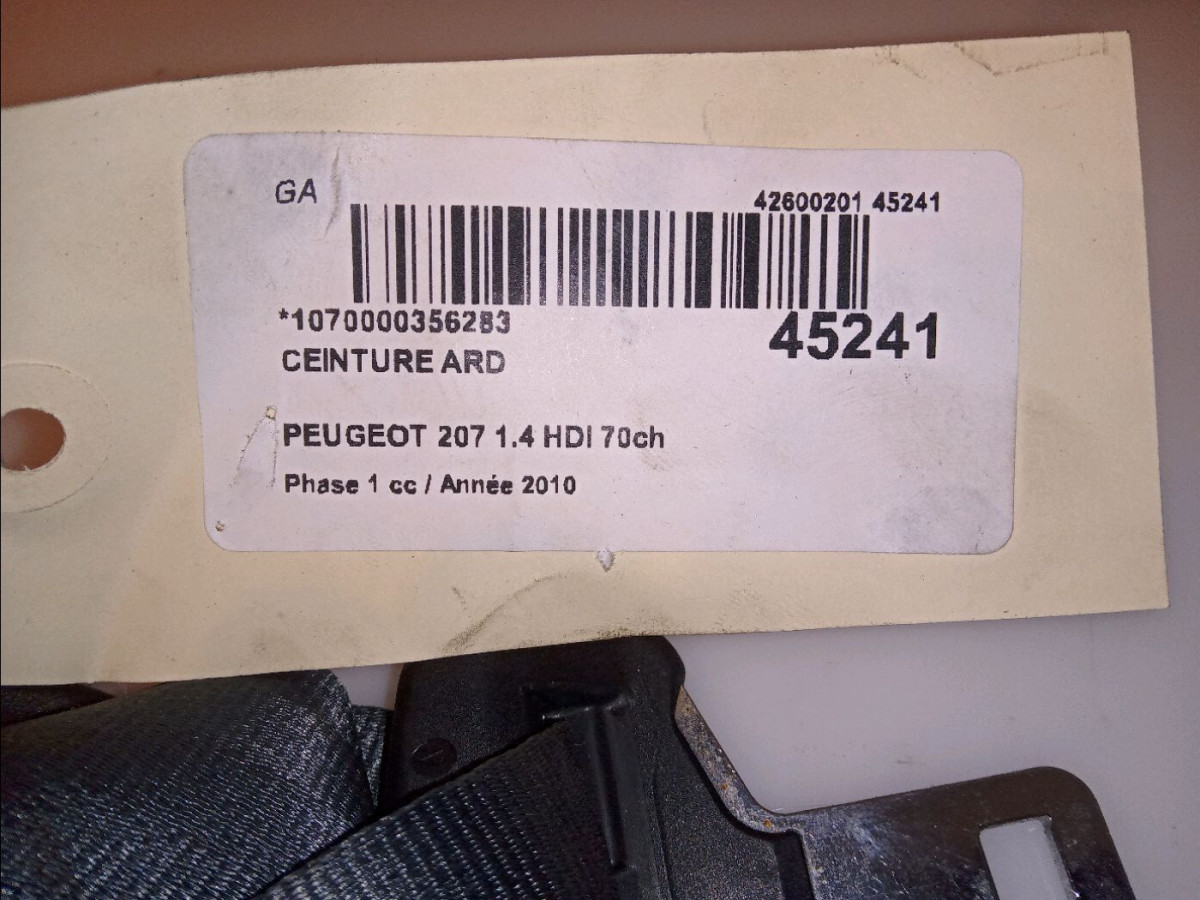 GA
42600201 45241
*1070000356283
45241
CEINTURE ARD
PEUGEOT 207 1.4 HDI 70ch
Phase 1 cc / Année 2010